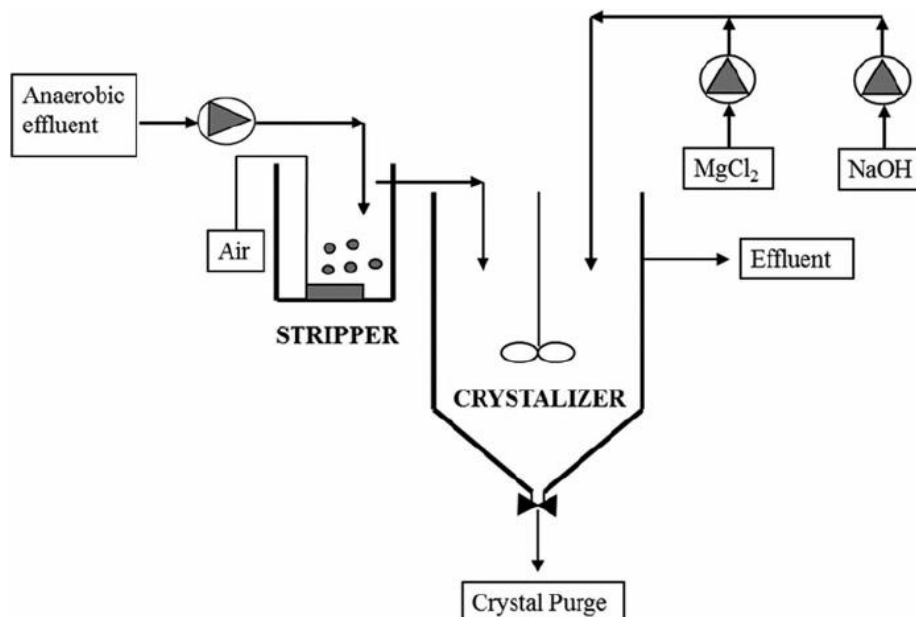 Anaerobic
effluent
MgCl₂
NaOH
Air
Effluent
STRIPPER
CRYSTALIZER
Crystal Purge